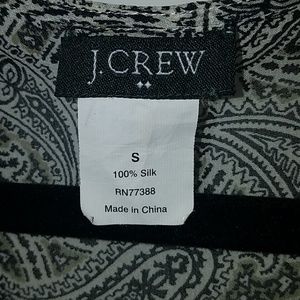 J.CREW
S
100% Silk
RN77388
Made in China